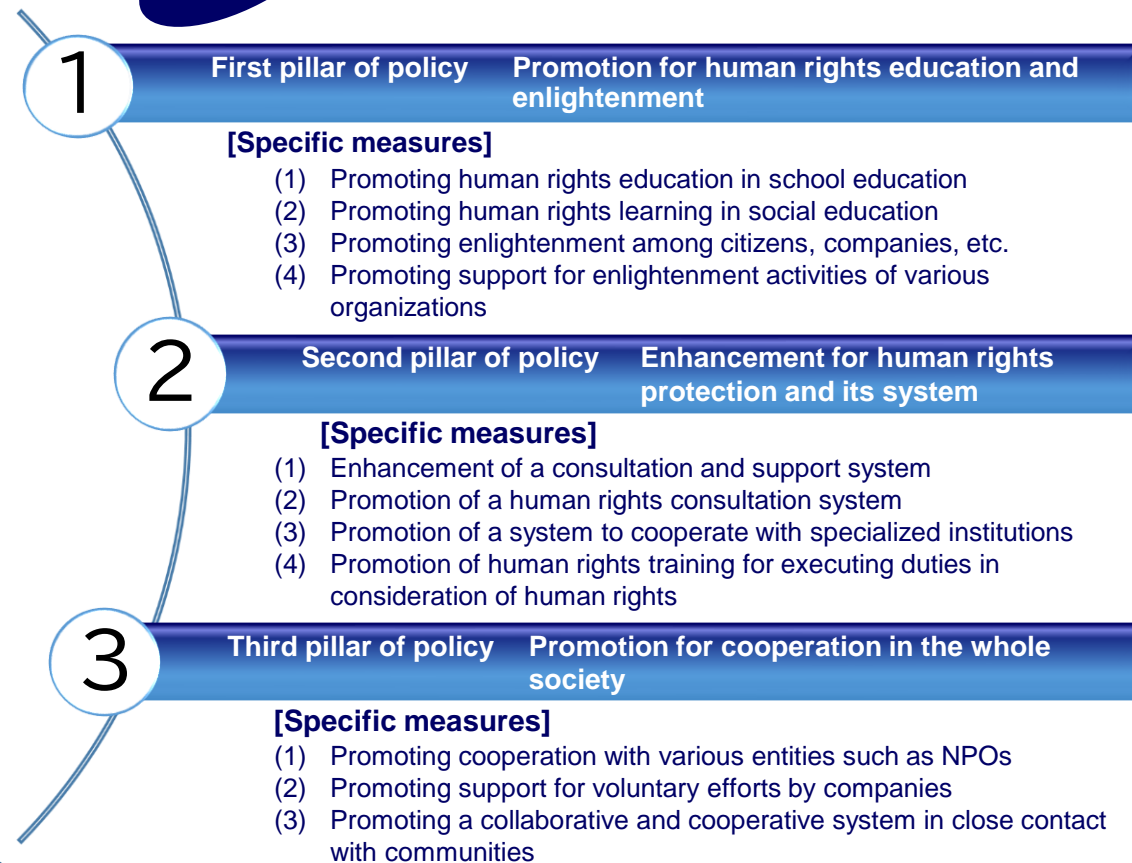 1
First pillar of policy Promotion for human rights education and
enlightenment
[Specific measures]
(1) Promoting human rights education in school education
(2) Promoting human rights learning in social education
(3) Promoting enlightenment among citizens, companies, etc.
(4) Promoting support for enlightenment activities of various
organizations
2
Second pillar of policy Enhancement for human rights
protection and its system
[Specific measures]
(1) Enhancement of a consultation and support system
(2) Promotion of a human rights consultation system
(3) Promotion of a system to cooperate with specialized institutions
(4) Promotion of human rights training for executing duties in
consideration of human rights
3
Third pillar of policy Promotion for cooperation in the whole
society
[Specific measures]
(1) Promoting cooperation with various entities such as NPOs
(2) Promoting support for voluntary efforts by companies
(3) Promoting a collaborative and cooperative system in close contact
with communities